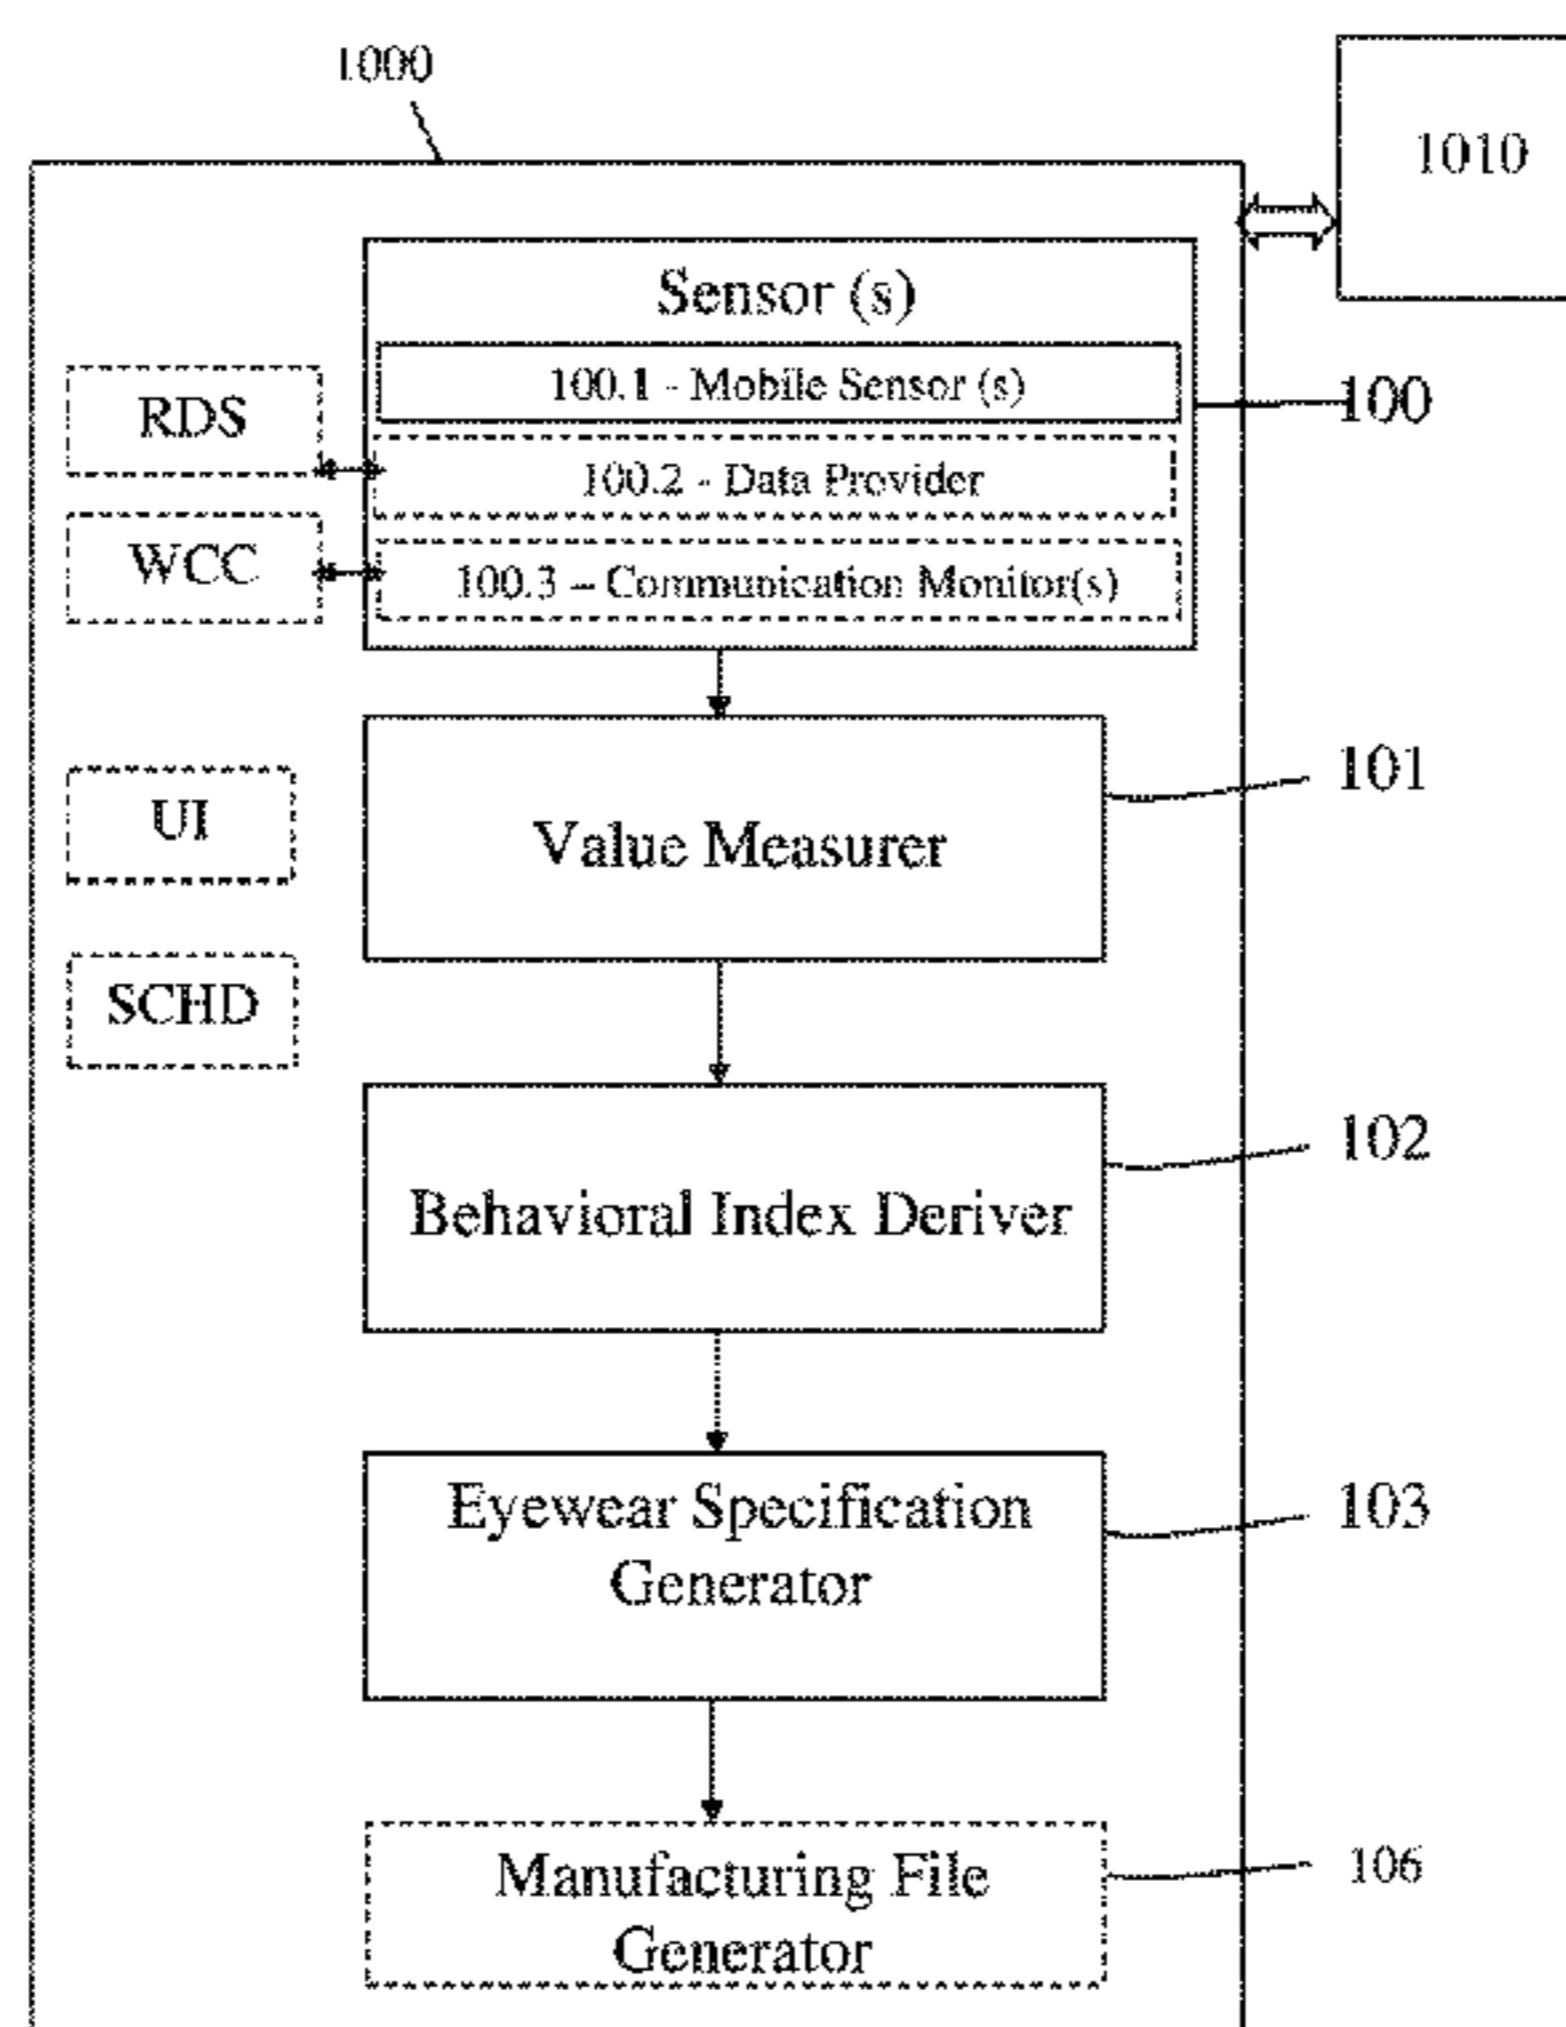 1000
1010
Sensor (s)
100.1 - Mobile Sensor (s)
100
RDS
100.2 - Data Provider
WCC
100.3 – Communication Monitor(s)
101
UI
Value Measurer
SCHD
102
Behavioral Index Deriver
103
Eyewear Specification
Generator
106
Manufacturing File
Generator